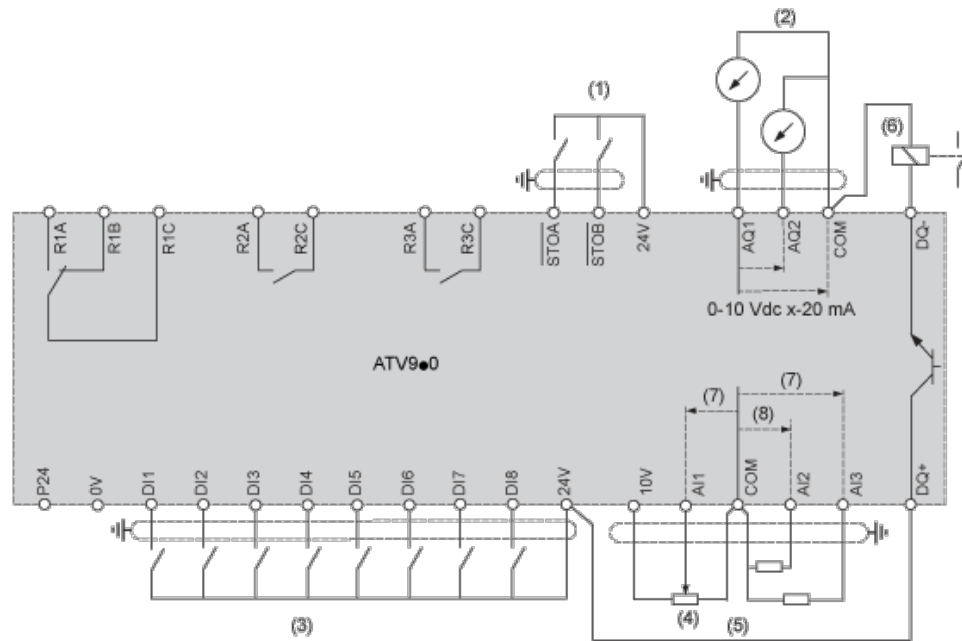 (2)
(1)
(6)
R1A
R1B
R1C
R2A
R2C
R3A
R3C
STOA
STOB
24V
AQ1
AQ2
COM
DQ-
0-10 Vdc x-20 mA
ATV9●0
(7)
(7)
(8)
P24
0V
DI1
DI2
DI3
DI4
DI5
DI6
DI7
DI8
24V
10V
AI1
COM
AI2
AI3
DQ+
(3)
(4)
(5)